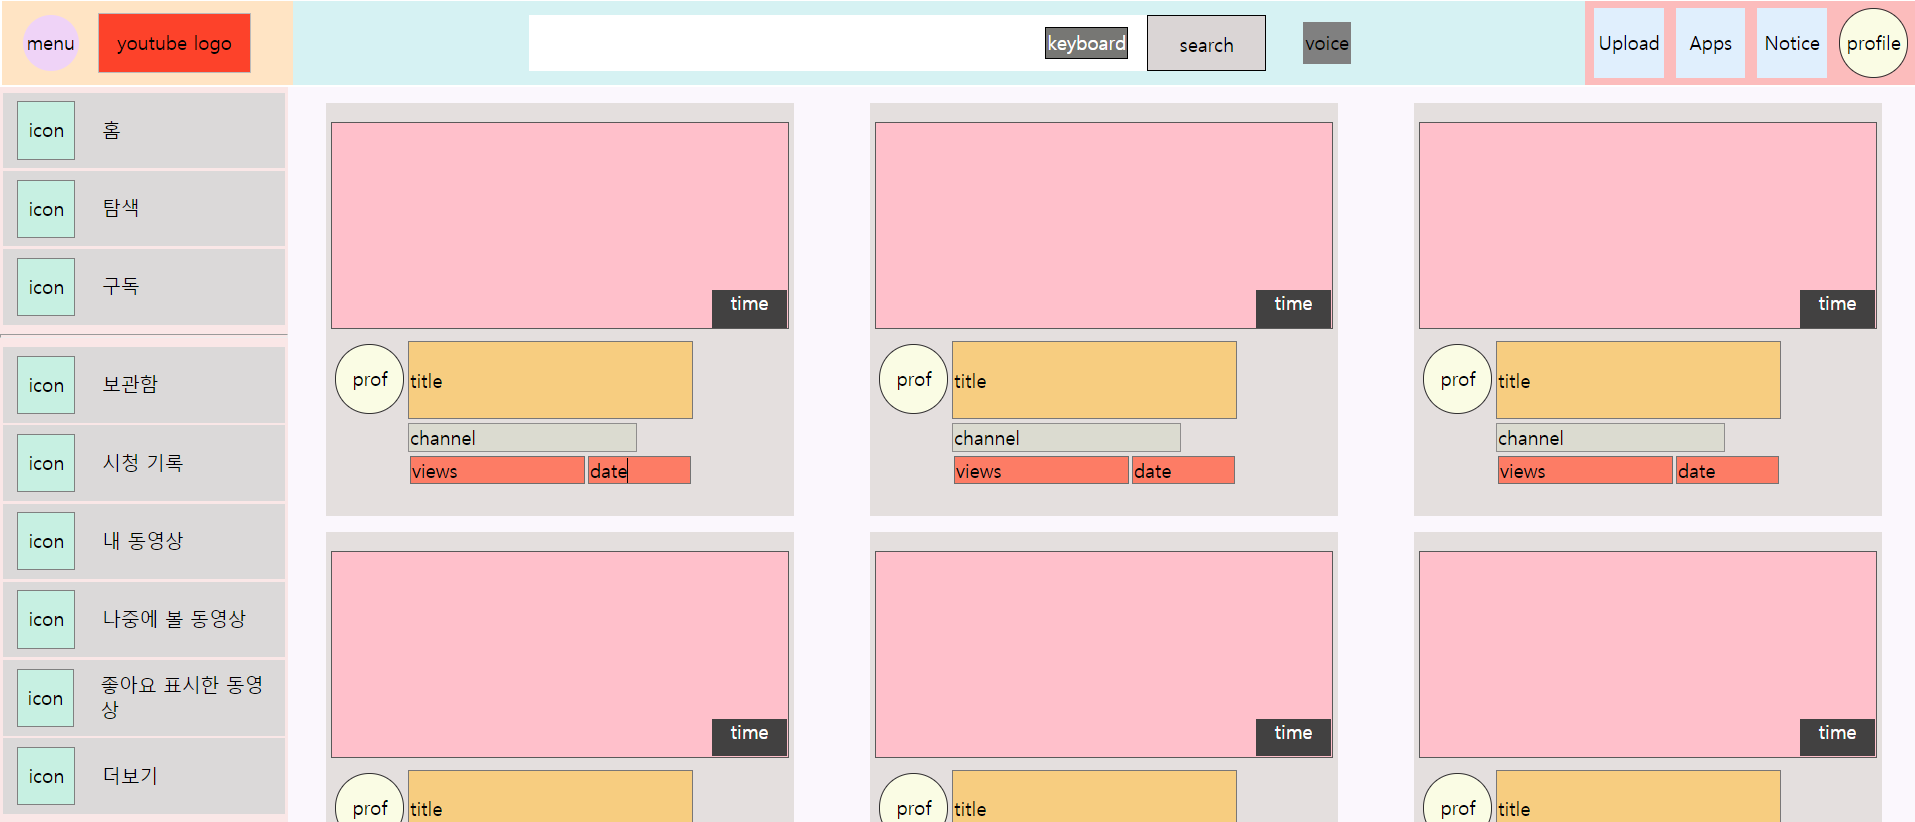 menu
youtube logo
keyboard
search
voice
Upload
Apps
Notice
profile
icon
홈
icon
탐색
icon
구독
icon
보관함
icon
시청 기록
icon
내 동영상
icon
나중에 볼 동영상
icon
좋아요 표시한 동영
상
icon
더보기
time
prof
title
channel
views
date
time
prof
title
channel
views
date
time
prof
title
channel
views
date
time
prof
title
time
prof
title
time
prof
title